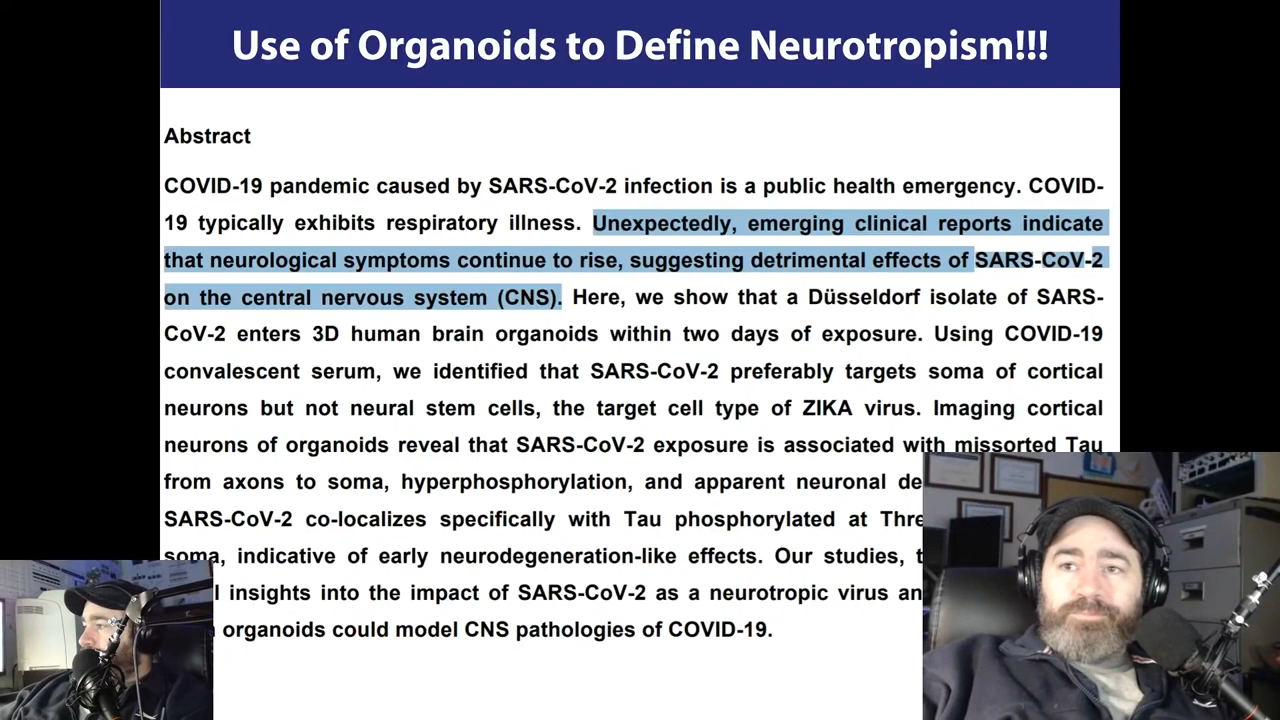 Use of Organoids to Define Neurotropism!!!
Abstract
COVID-19 pandemic caused by SARS-CoV-2 infection is a public health emergency. COVID-
19 typically exhibits respiratory illness. Unexpectedly, emerging clinical reports indicate
that neurological symptoms continue to rise, suggesting detrimental effects of SARS-CoV-2
on the central nervous system (CNS). Here, we show that a Düsseldorf isolate of SARS-
CoV-2 enters 3D human brain organoids within two days of exposure. Using COVID-19
convalescent serum, we identified that SARS-CoV-2 preferably targets soma of cortical
neurons but not neural stem cells, the target cell type of ZIKA virus. Imaging cortical
neurons of organoids reveal that SARS-CoV-2 exposure is associated with missorted Tau
from axons to soma, hyperphosphorylation, and apparent neuronal
SARS-CoV-2 co-localizes specifically with Tau phosphorylated at
soma, indicative of early neurodegeneration-like effects. Our studies,
insights into the impact of SARS-CoV-2 as a neurotropic virus
organoids could model CNS pathologies of COVID-19.